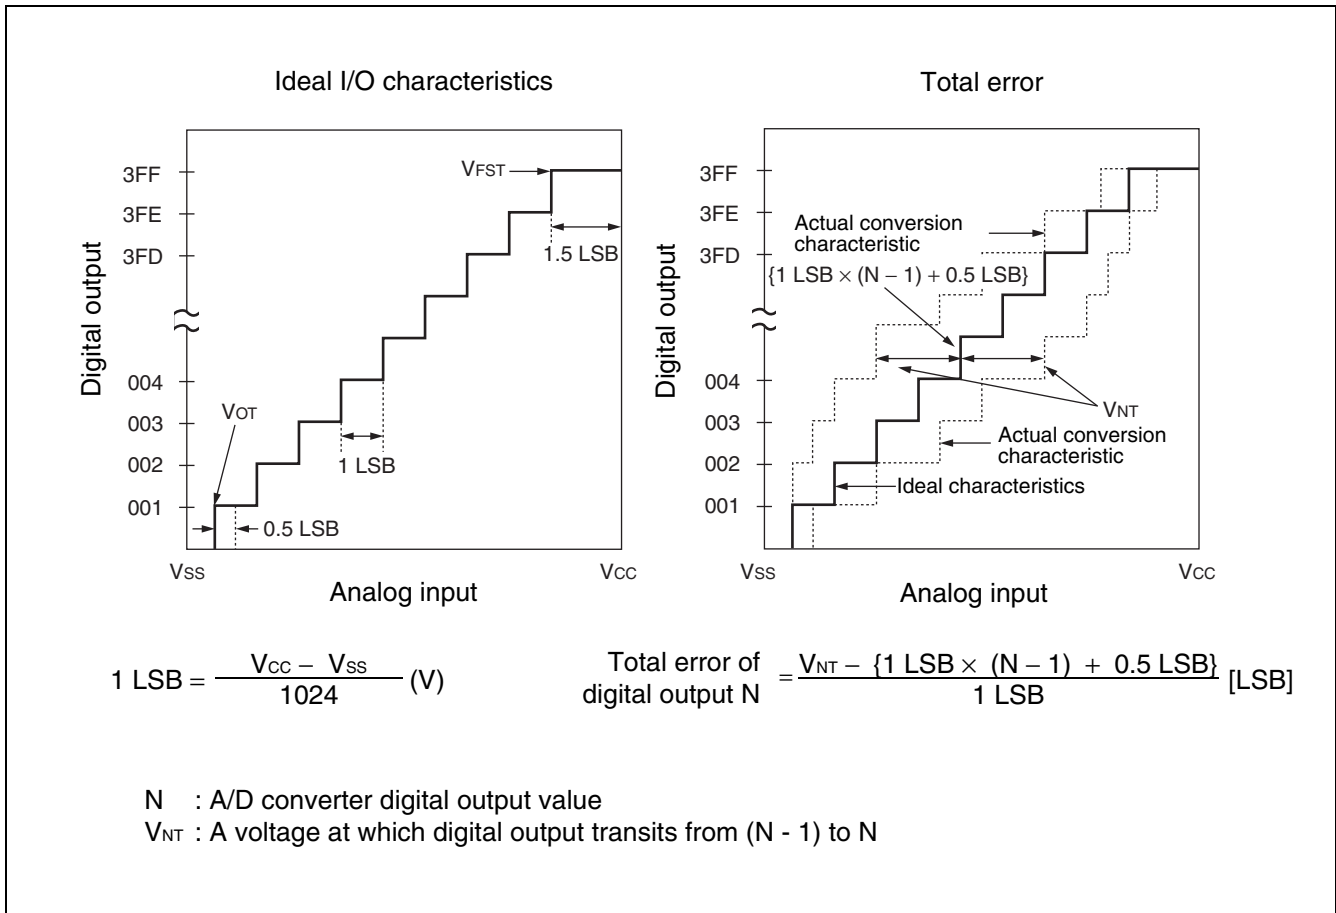 Ideal I/O characteristics
Digital output
3FF
3FE
3FD
004
003
002
001
VFST
1.5 LSB
VOT
1 LSB
0.5 LSB
VSS
VCC
Analog input
Total error
Digital output
3FF
3FE
3FD
004
003
002
001
Actual conversion
characteristic
{1 LSB × (N − 1) + 0.5 LSB}
VNT
Actual conversion
characteristic
Ideal characteristics
VSS
VCC
Analog input
1 LSB = VCC − VSS / 1024 (V)
Total error of
digital output N = VNT − {1 LSB × (N − 1) + 0.5 LSB} / 1 LSB [LSB]
N : A/D converter digital output value
VNT : A voltage at which digital output transits from (N - 1) to N